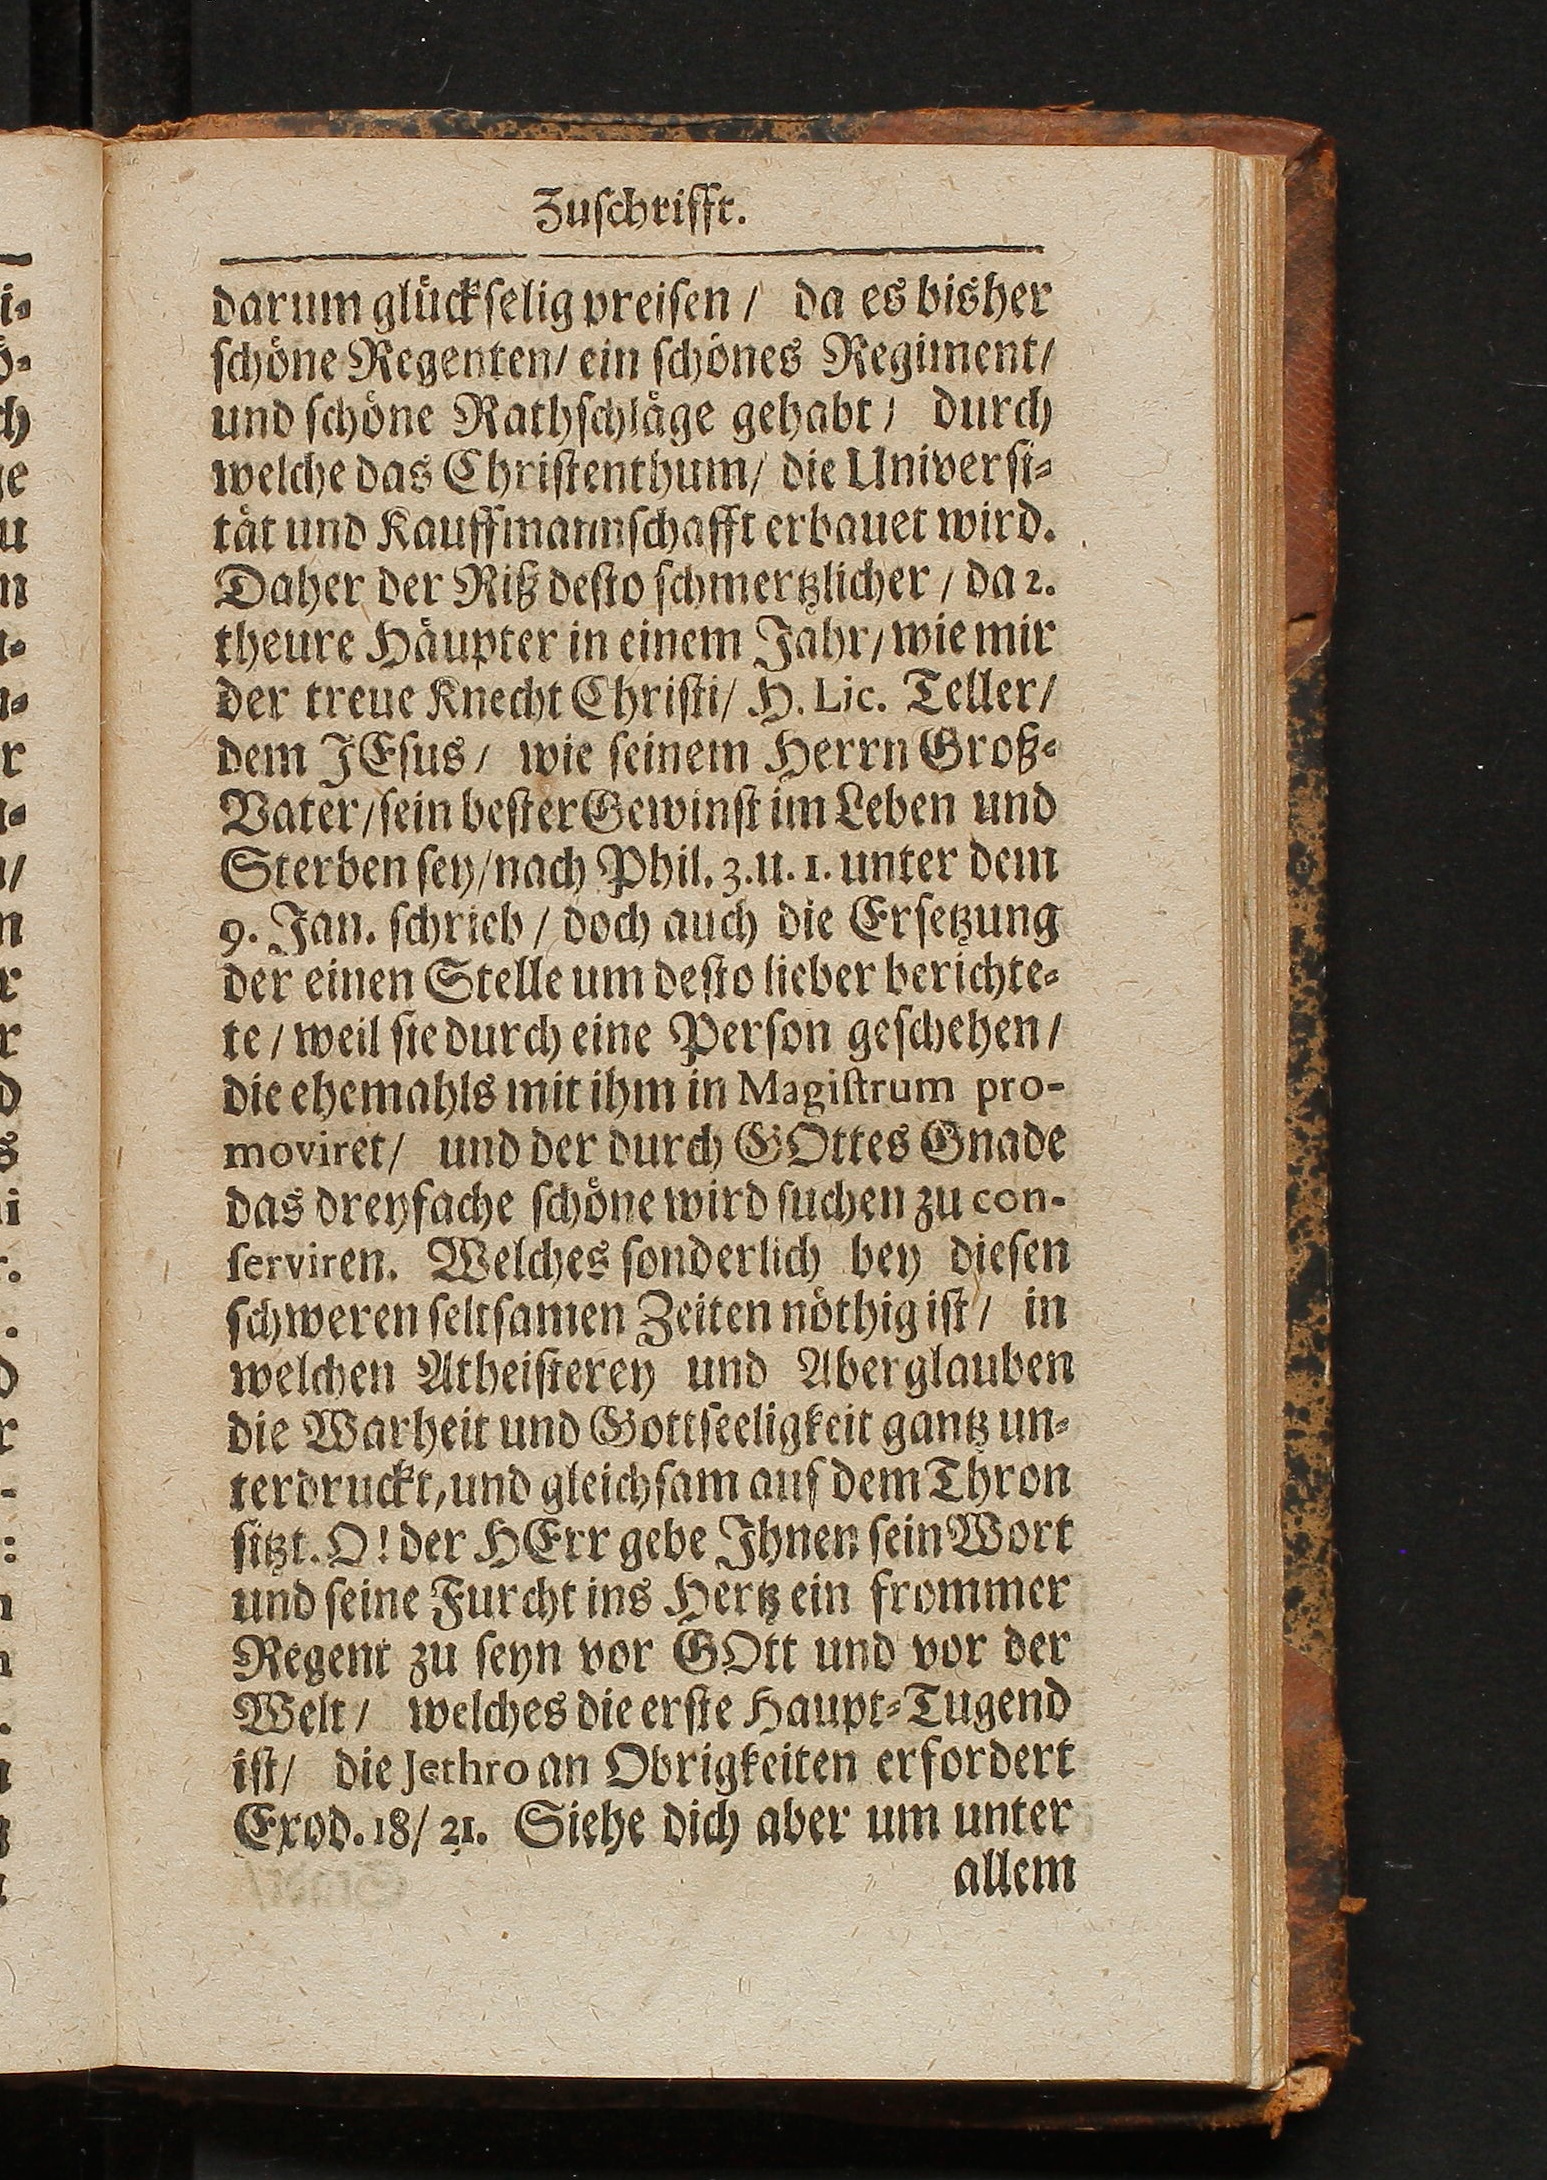 Zuſchrifft.
darum glückſelig preiſen / da es bisher
ſchöne Regenten/ ein ſchönes Regiment/
und ſchöne Rathſchläge gehabt / durch
welche das Chriſtenthum/ die Univerſi-
tät und Kauffmannſchafft erbauet wird.
Daher der Riß deſto ſchmertzlicher / da 2.
theure Häupter in einem Jahr/ wie mir
der treue Knecht Chriſti/ H. Lic. Teller/
dem JEſus / wie ſeinem Herrn Groß-
Vater/ ſein beſter Gewinſt im Leben und
Sterben ſey/ nach Phil. 3. u. 1. unter dem
9. Jan. ſchrieb / doch auch die Erſetzung
der einen Stelle um deſto lieber berichte-
te / weil ſie durch eine Perſon geſchehen/
die ehemahls mit ihm in Magiſtrum pro-
moviret/ und der durch GOttes Gnade
das dreyfache ſchöne wird ſuchen zu con-
ſerviren. Welches ſonderlich bey dieſen
ſchweren ſeltſamen Zeiten nöthig iſt / in
welchen Atheiſterey und Aberglauben
die Warheit und Gottſeeligkeit gantz un-
terdruckt, und gleichſam auf dem Thron
ſitzt. O! der HErr gebe Ihnen ſein Wort
und ſeine Furcht ins Hertz ein frommer
Regent zu ſeyn vor GOtt und vor der
Welt / welches die erſte Haupt-Tugend
iſt/ die Jethro an Obrigkeiten erfordert
Exod. 18/ 21. Siehe dich aber um unter
allem